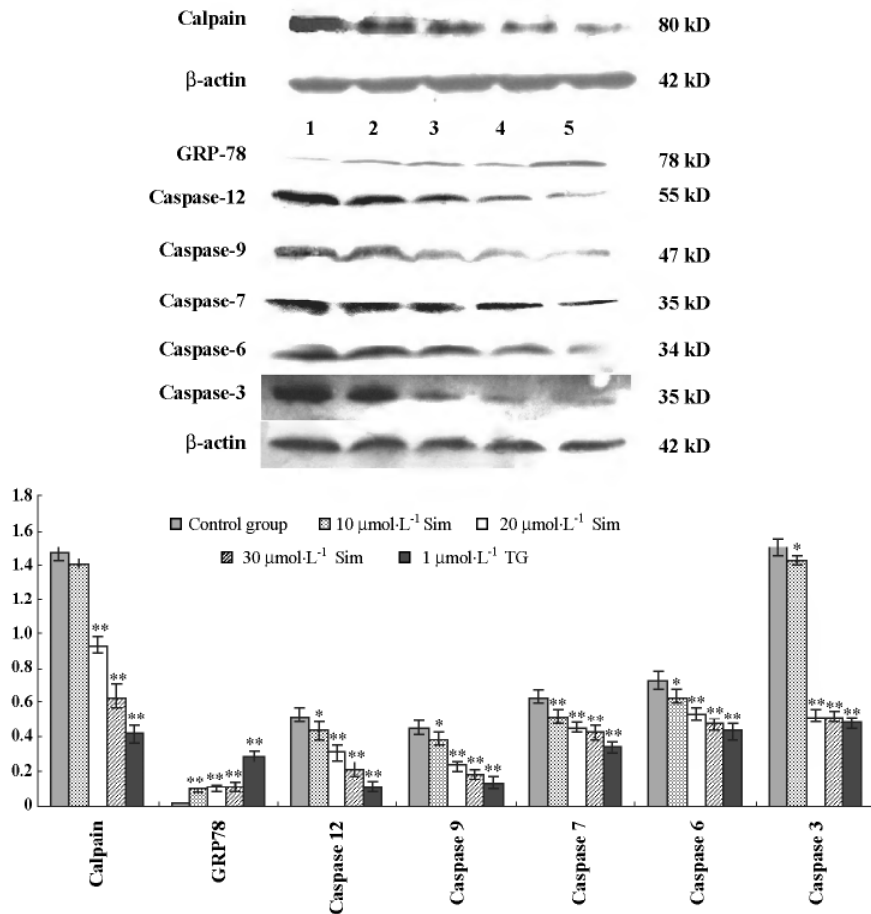 Calpain 80 kD
β-actin 42 kD
1 2 3 4 5
GRP-78 78 kD
Caspase-12 55 kD
Caspase-9 47 kD
Caspase-7 35 kD
Caspase-6 34 kD
Caspase-3 35 kD
β-actin 42 kD
1.8
1.6
1.4
1.2
1.0
0.8
0.6
0.4
0.2
0
Control group 10 μmol·L⁻¹ Sim 20 μmol·L⁻¹ Sim
30 μmol·L⁻¹ Sim 1 μmol·L⁻¹ TG
** ** **
** ** ** **
* ** ** **
* ** ** **
** ** ** **
* ** ** **
* ** ** **
Calpain
GRP78
Caspase 12
Caspase 9
Caspase 7
Caspase 6
Caspase 3